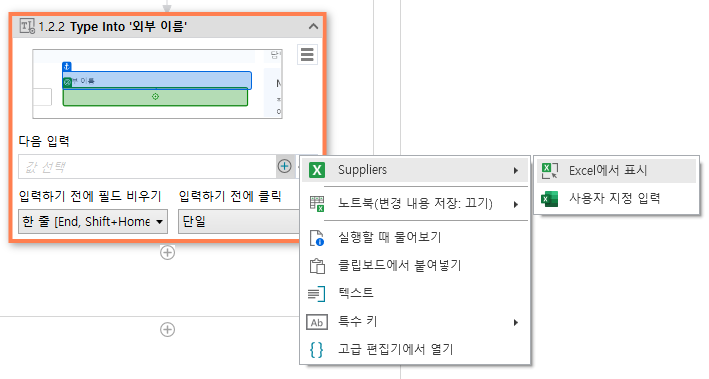 1.2.2 Type Into '외부 이름'
부 이름
다음 입력
값 선택
입력하기 전에 필드 비우기
입력하기 전에 클릭
한 줄 [End, Shift+Home
단일
Suppliers
노트북(변경 내용 저장: 끄기)
실행할 때 물어보기
클립보드에서 붙여넣기
텍스트
Ab
특수 키
고급 편집기에서 열기
Excel에서 표시
사용자 지정 입력